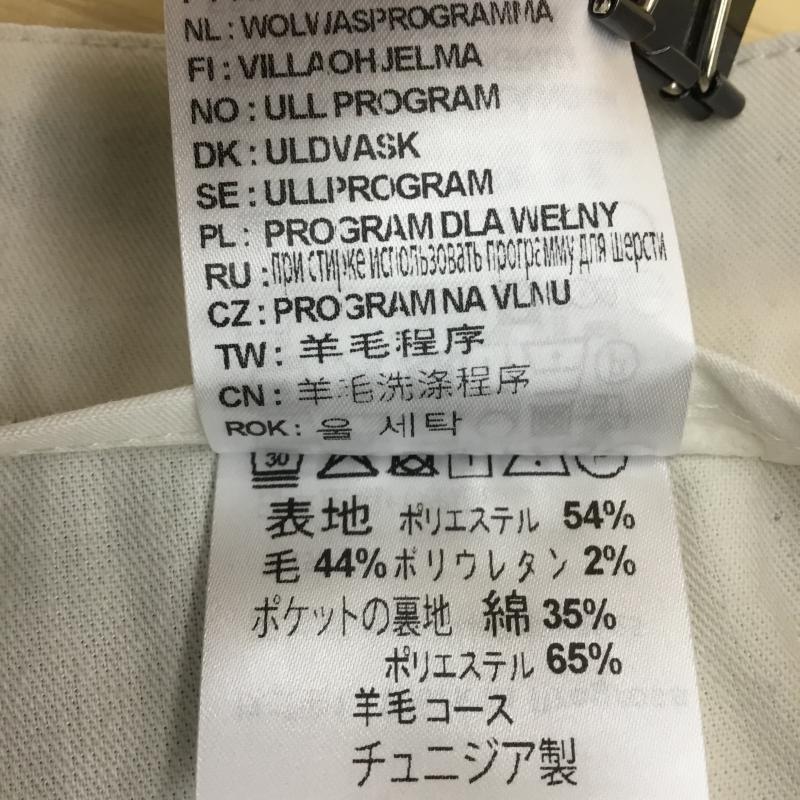 NL : WOLWASPROGRAMMA
FI : VILLAOHJELMA
NO : ULL PROGRAM
DK : ULDVASK
SE : ULLPROGRAM
PL : PROGRAM DLA WEŁNY
RU : при стирке использовать программу для шерсти
CZ : PROGRAM NA VLNU
TW : 羊毛程序
CN : 羊毛洗涤程序
ROK : 울 세탁
30
表地 ポリエステル 54%
毛 44% ポリウレタン 2%
ポケットの裏地 綿 35%
ポリエステル 65%
羊毛コース
チュニジア製